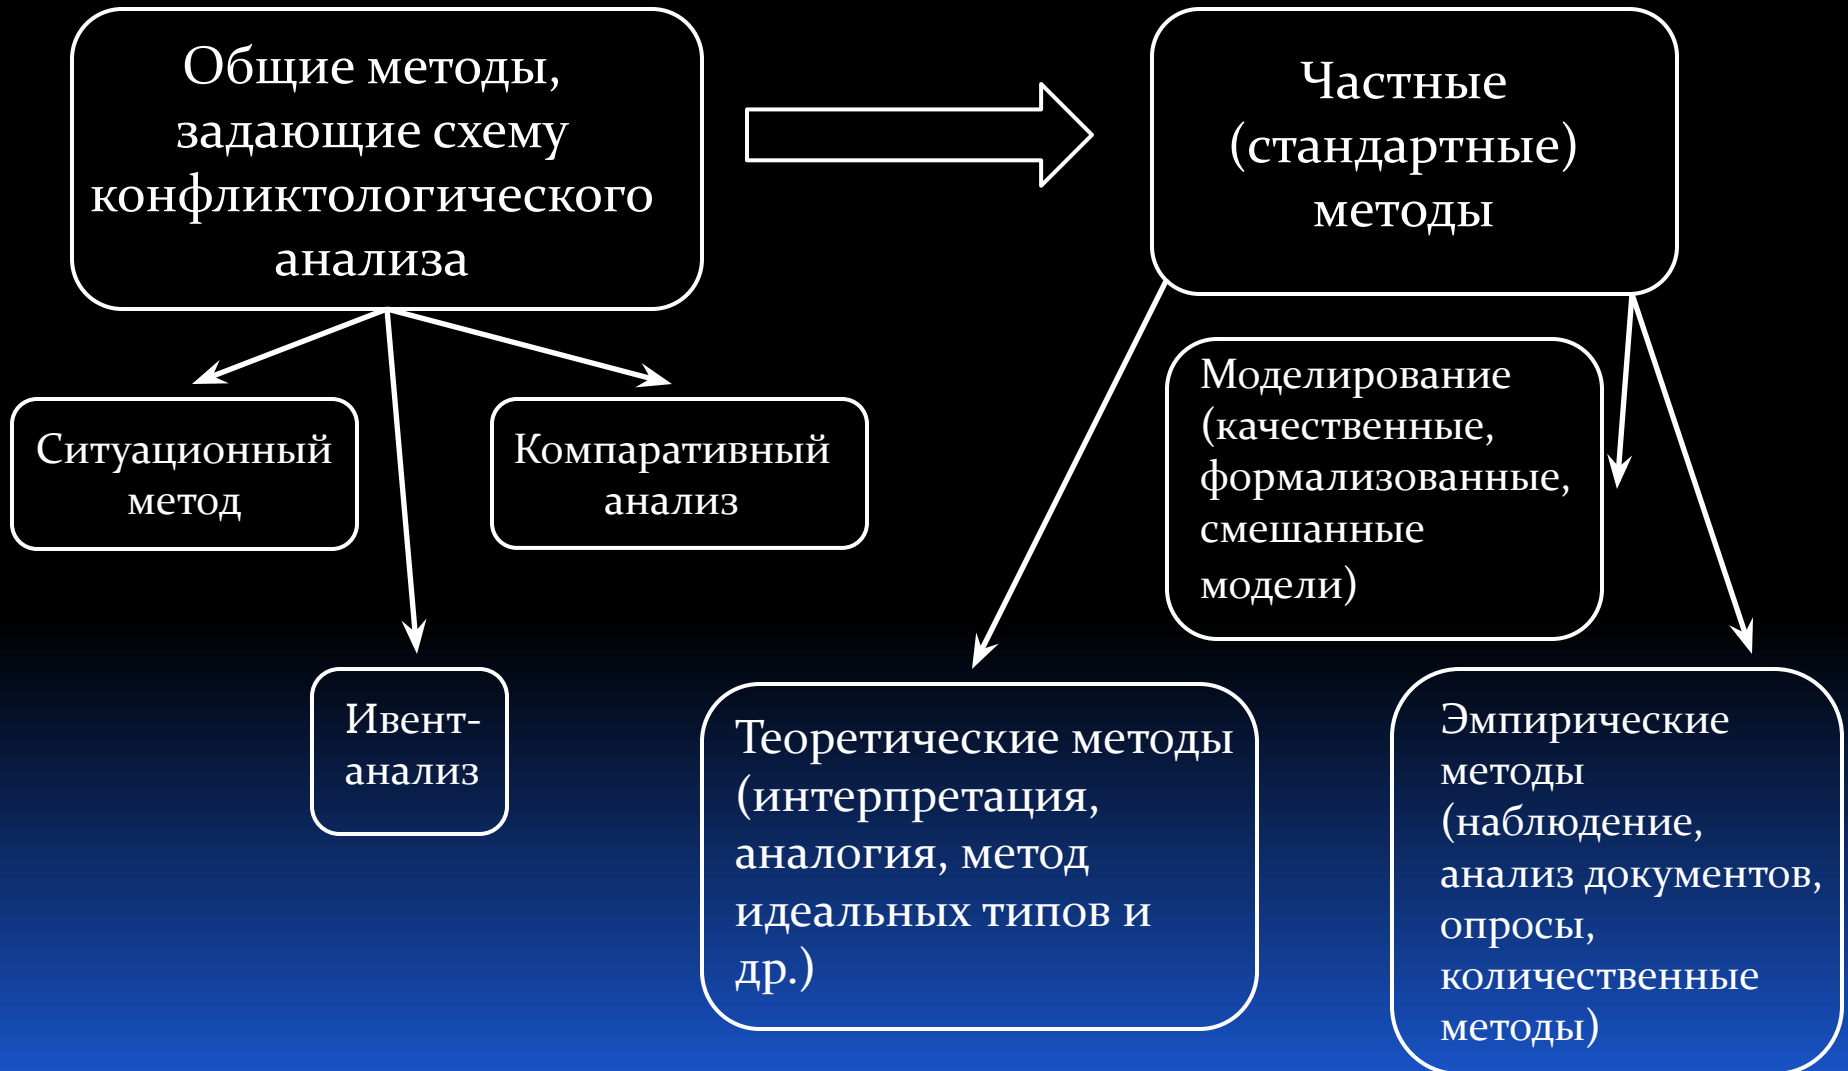 Общие методы,
задающие схему
конфликтологического
анализа
Частные
(стандартные)
методы
Ситуационный
метод
Компаративный
анализ
Моделирование
(качественные,
формализованные,
смешанные
модели)
Ивент-
анализ
Теоретические методы
(интерпретация,
аналогия, метод
идеальных типов и
др.)
Эмпирические
методы
(наблюдение,
анализ документов,
опросы,
количественные
методы)